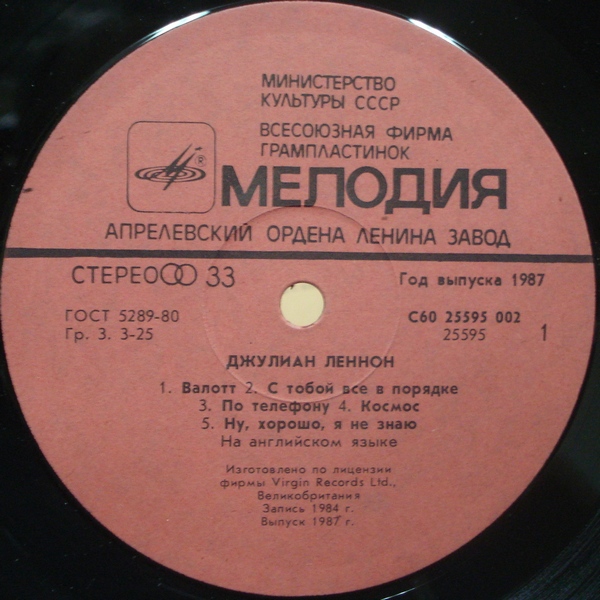 МИНИСТЕРСТВО
КУЛЬТУРЫ СССР
ВСЕСОЮЗНАЯ ФИРМА
ГРАМПЛАСТИНОК
®
МЕЛОДИЯ
АПРЕЛЕВСКИЙ ОРДЕНА ЛЕНИНА ЗАВОД
СТЕРЕО 33
Год выпуска 1987
ГОСТ 5289-80
С60 25595 002
Гр. 3. 3-25
25595 1
ДЖУЛИАН ЛЕННОН
1. Валотт 2. С тобой все в порядке
3. По телефону 4. Космос
5. Ну, хорошо, я не знаю
На английском языке
Изготовлено по лицензии
фирмы Virgin Records Ltd.,
Великобритания
Запись 1984 г.
Выпуск 1987 г.